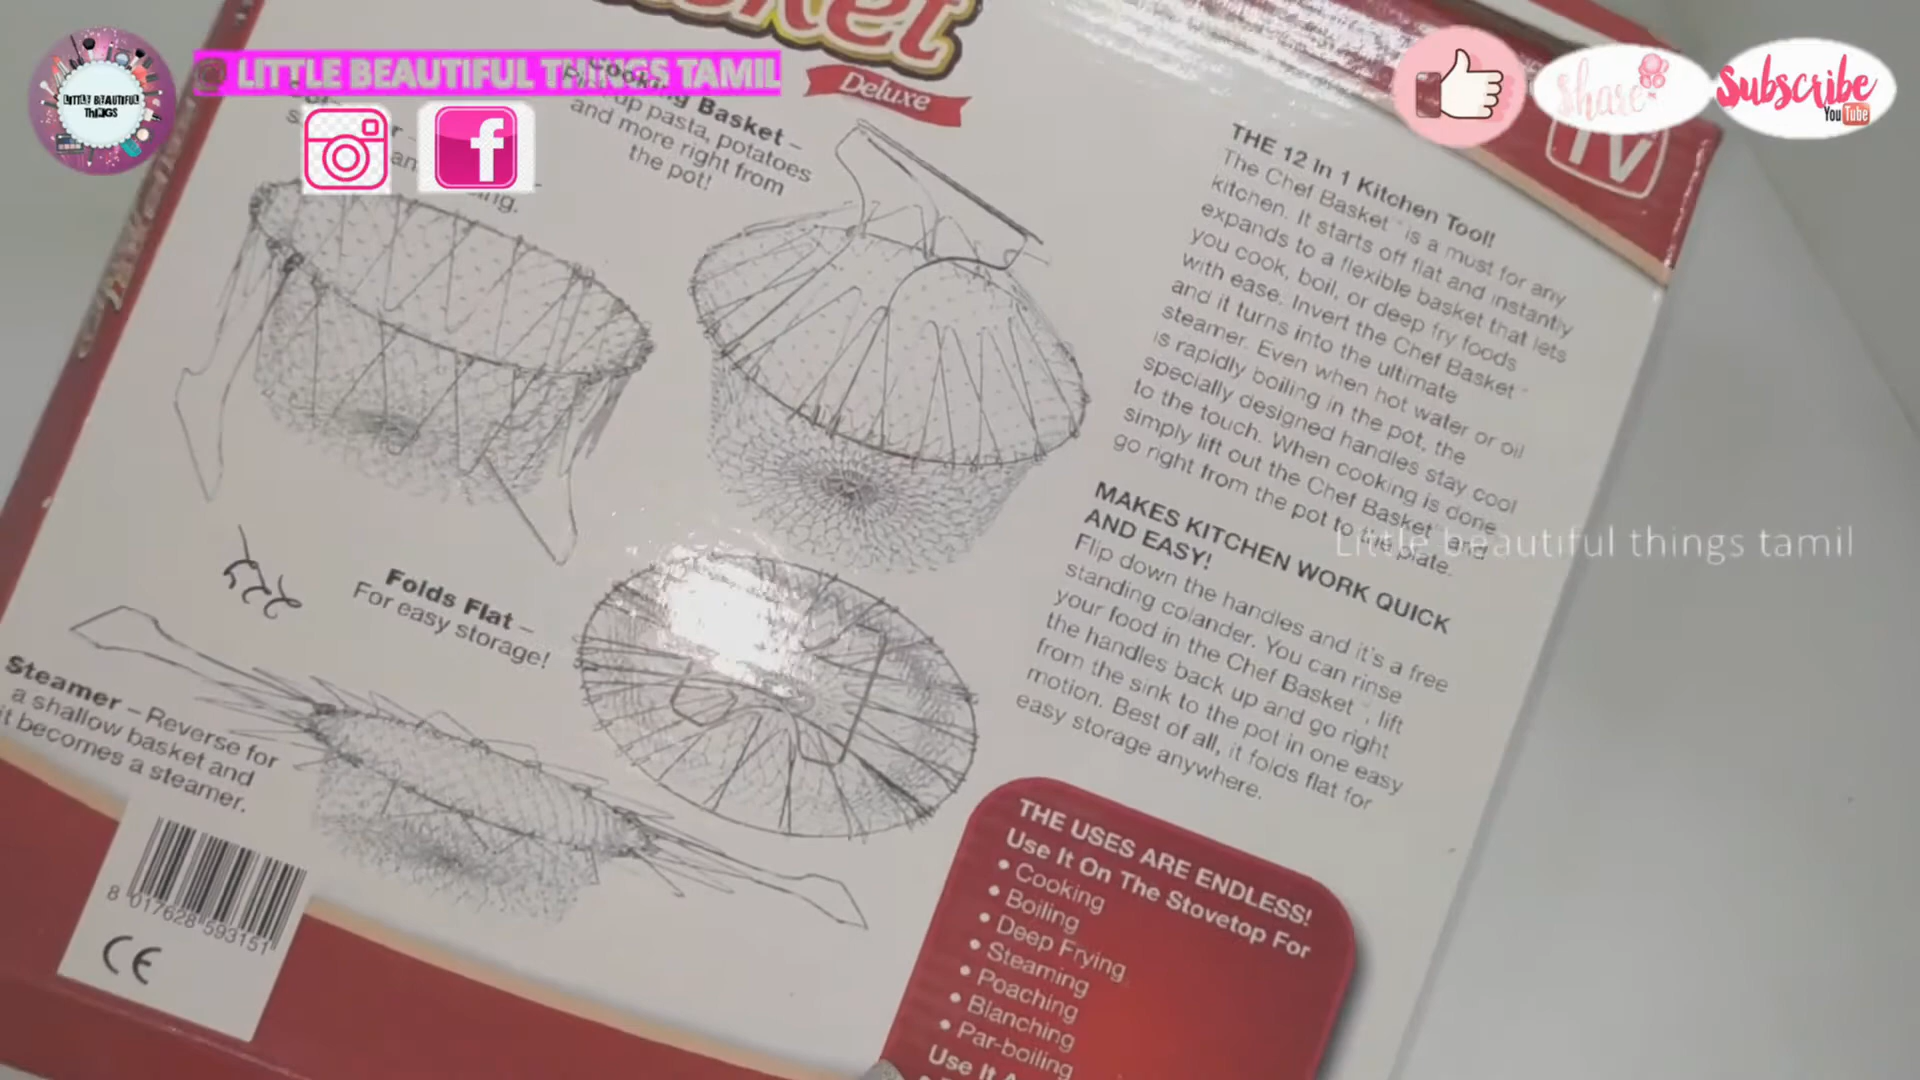 LITTLE BEAUTIFUL THINGS TAMIL
LITTLE BEAUTIFUL
THINGS
Share
Subscribe
You Tube
Deluxe
TV
Cooking Basket –
up pasta, potatoes
and more right from
the pot!
THE 12 In 1 Kitchen Tool!
The Chef Basket is a must for any
kitchen. It starts off flat and instantly
expands to a flexible basket that lets
you cook, boil, or deep fry foods
with ease. Invert the Chef Basket
and it turns into the ultimate
steamer. Even when hot water or oil
is rapidly boiling in the pot, the
specially designed handles stay cool
to the touch. When cooking is done
simply lift out the Chef Basket and
go right from the pot to the plate.
Little beautiful things tamil
MAKES KITCHEN WORK QUICK
AND EASY!
Flip down the handles and it's a free
standing colander. You can rinse
your food in the Chef Basket, lift
the handles back up and go right
from the sink to the pot in one easy
motion. Best of all, it folds flat for
easy storage anywhere.
Folds Flat –
For easy storage!
Steamer – Reverse for
a shallow basket and
it becomes a steamer.
8 017628 593151
CE
THE USES ARE ENDLESS!
Use It On The Stovetop For
• Cooking
• Boiling
• Deep Frying
• Steaming
• Poaching
• Blanching
• Par-boiling
Use It